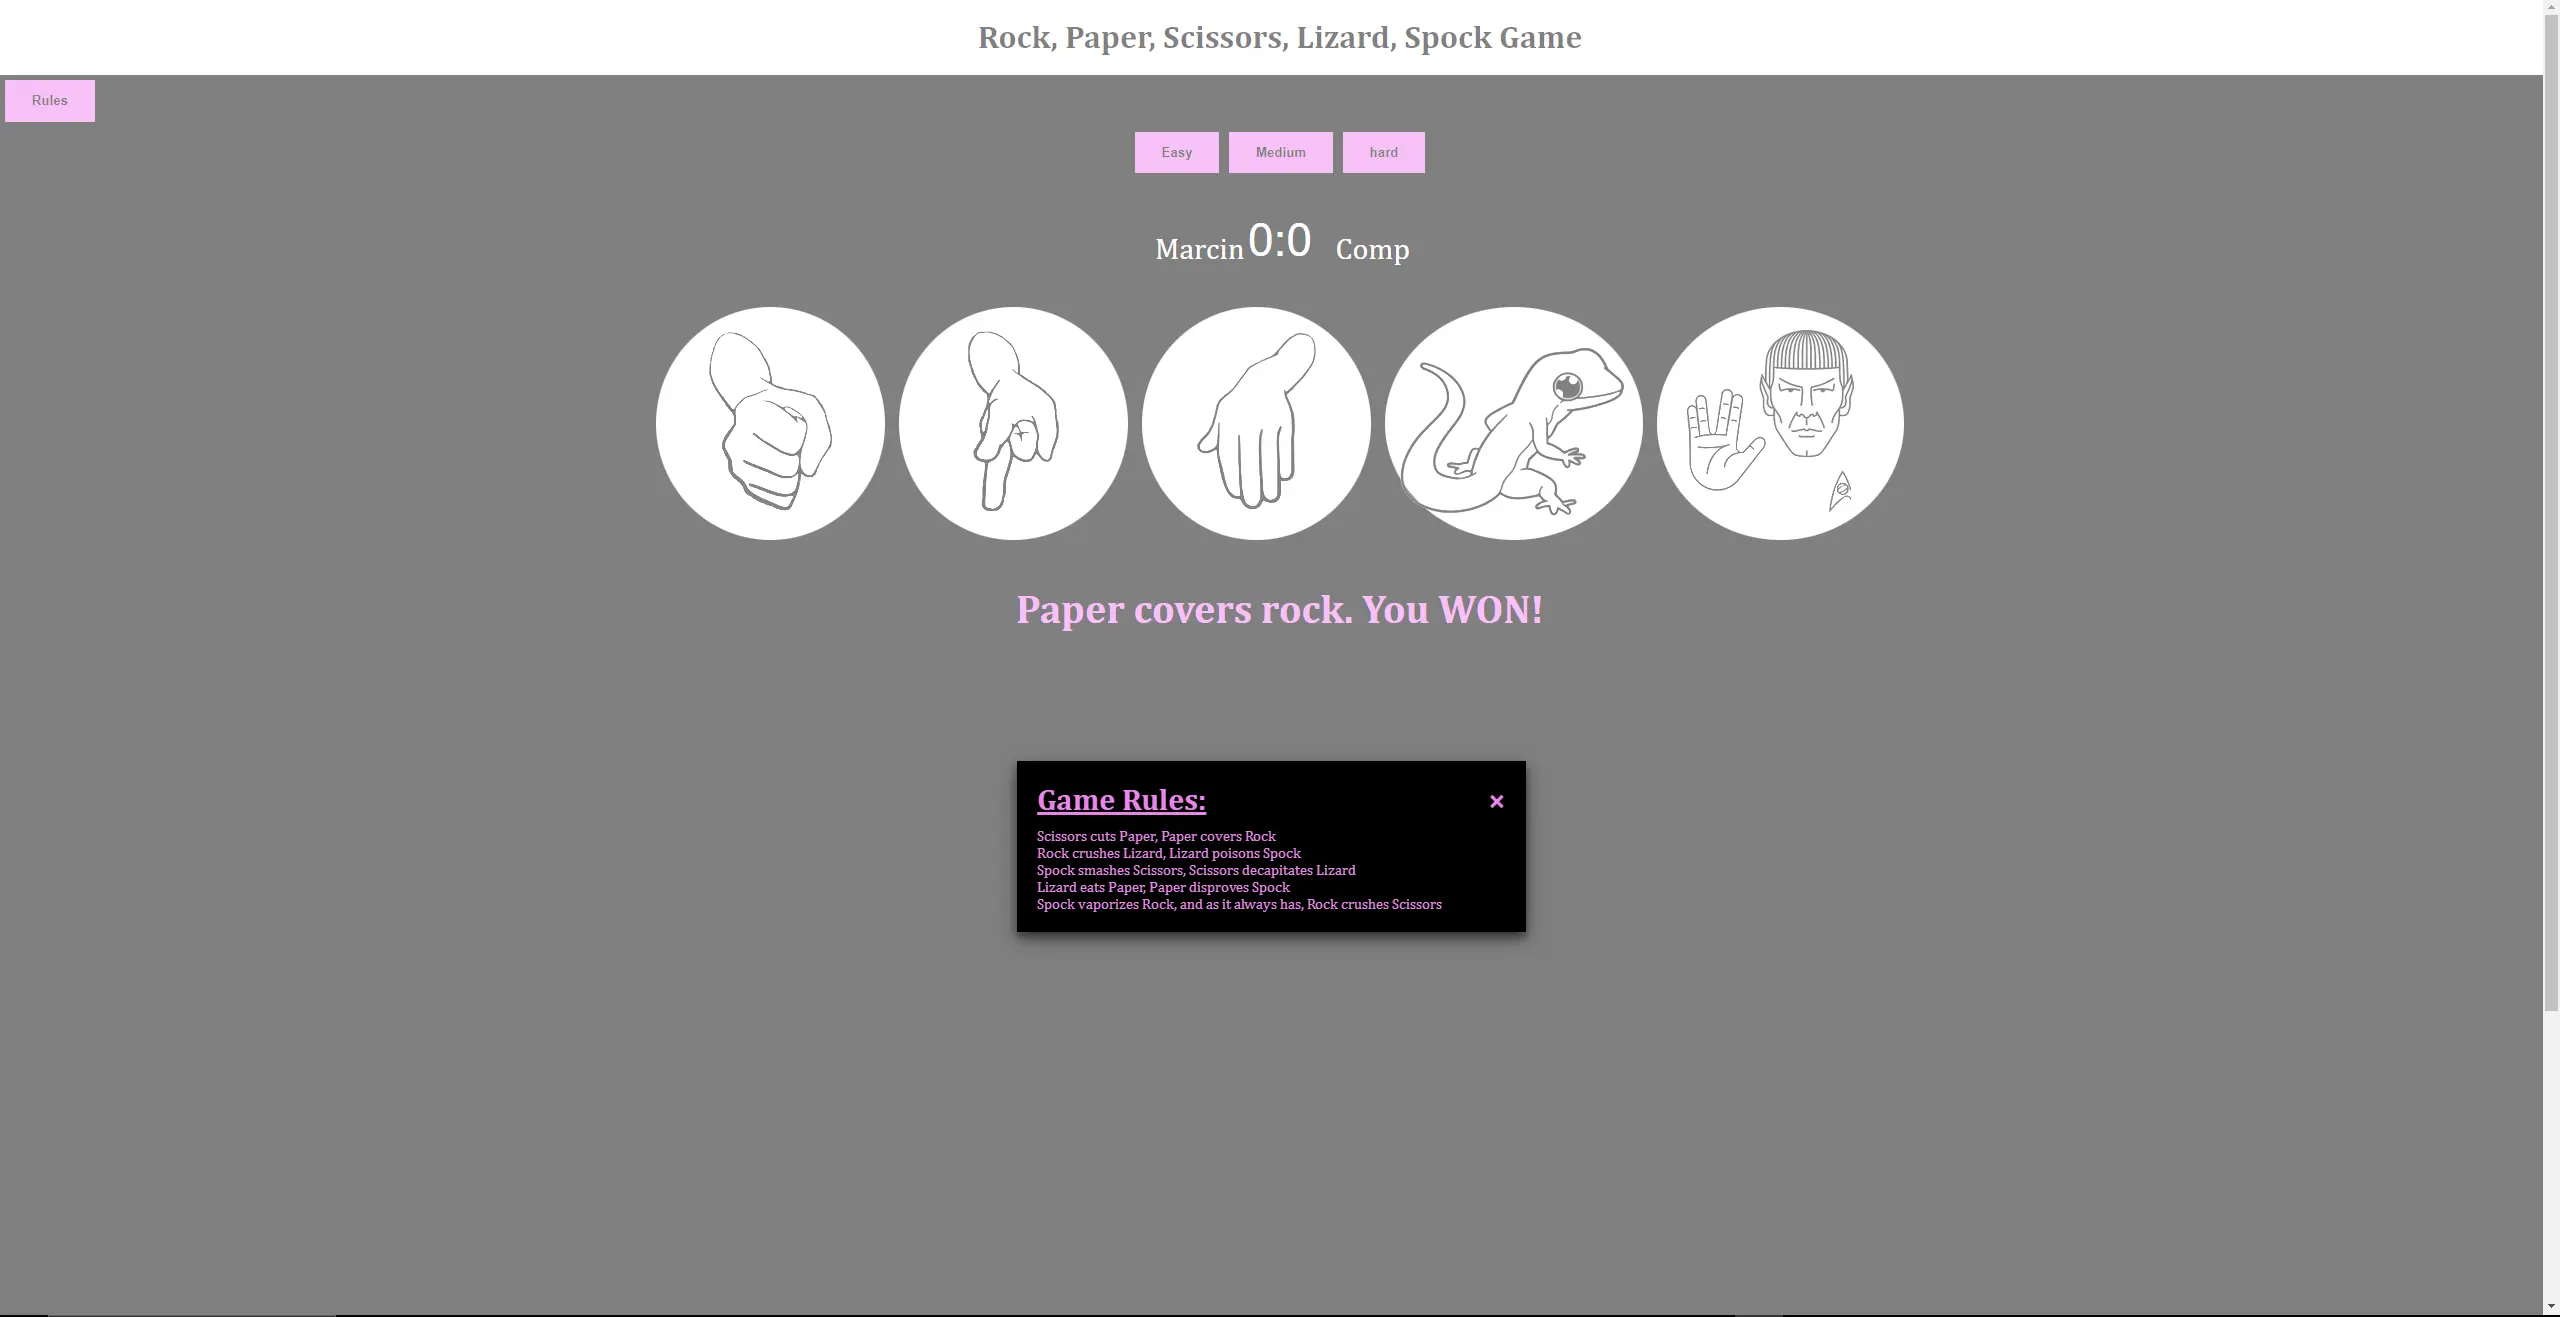 Rock, Paper, Scissors, Lizard, Spock Game
Rules
Easy
Medium
hard
Marcin 0:0 Comp
Paper covers rock. You WON!
Game Rules:
×
Scissors cuts Paper, Paper covers Rock
Rock crushes Lizard, Lizard poisons Spock
Spock smashes Scissors, Scissors decapitates Lizard
Lizard eats Paper, Paper disproves Spock
Spock vaporizes Rock, and as it always has, Rock crushes Scissors